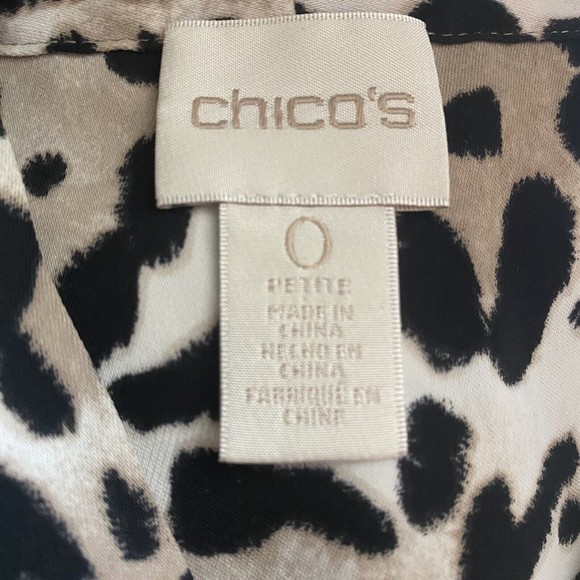 chico's
0
PETITE
MADE IN
CHINA
HECHO EN
CHINA
FABRIQUÉ EN
CHINE